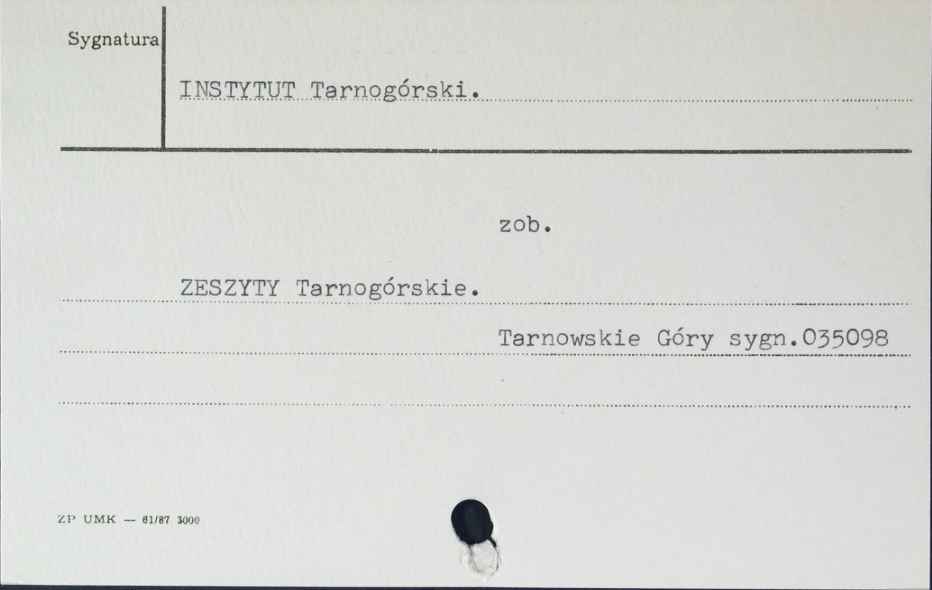 Sygnatura
INSTYTUT Tarnogórski.
zob.
ZESZYTY Tarnogórskie.
Tarnowskie Góry sygn.035098
ZP UMK — 61/87 3000